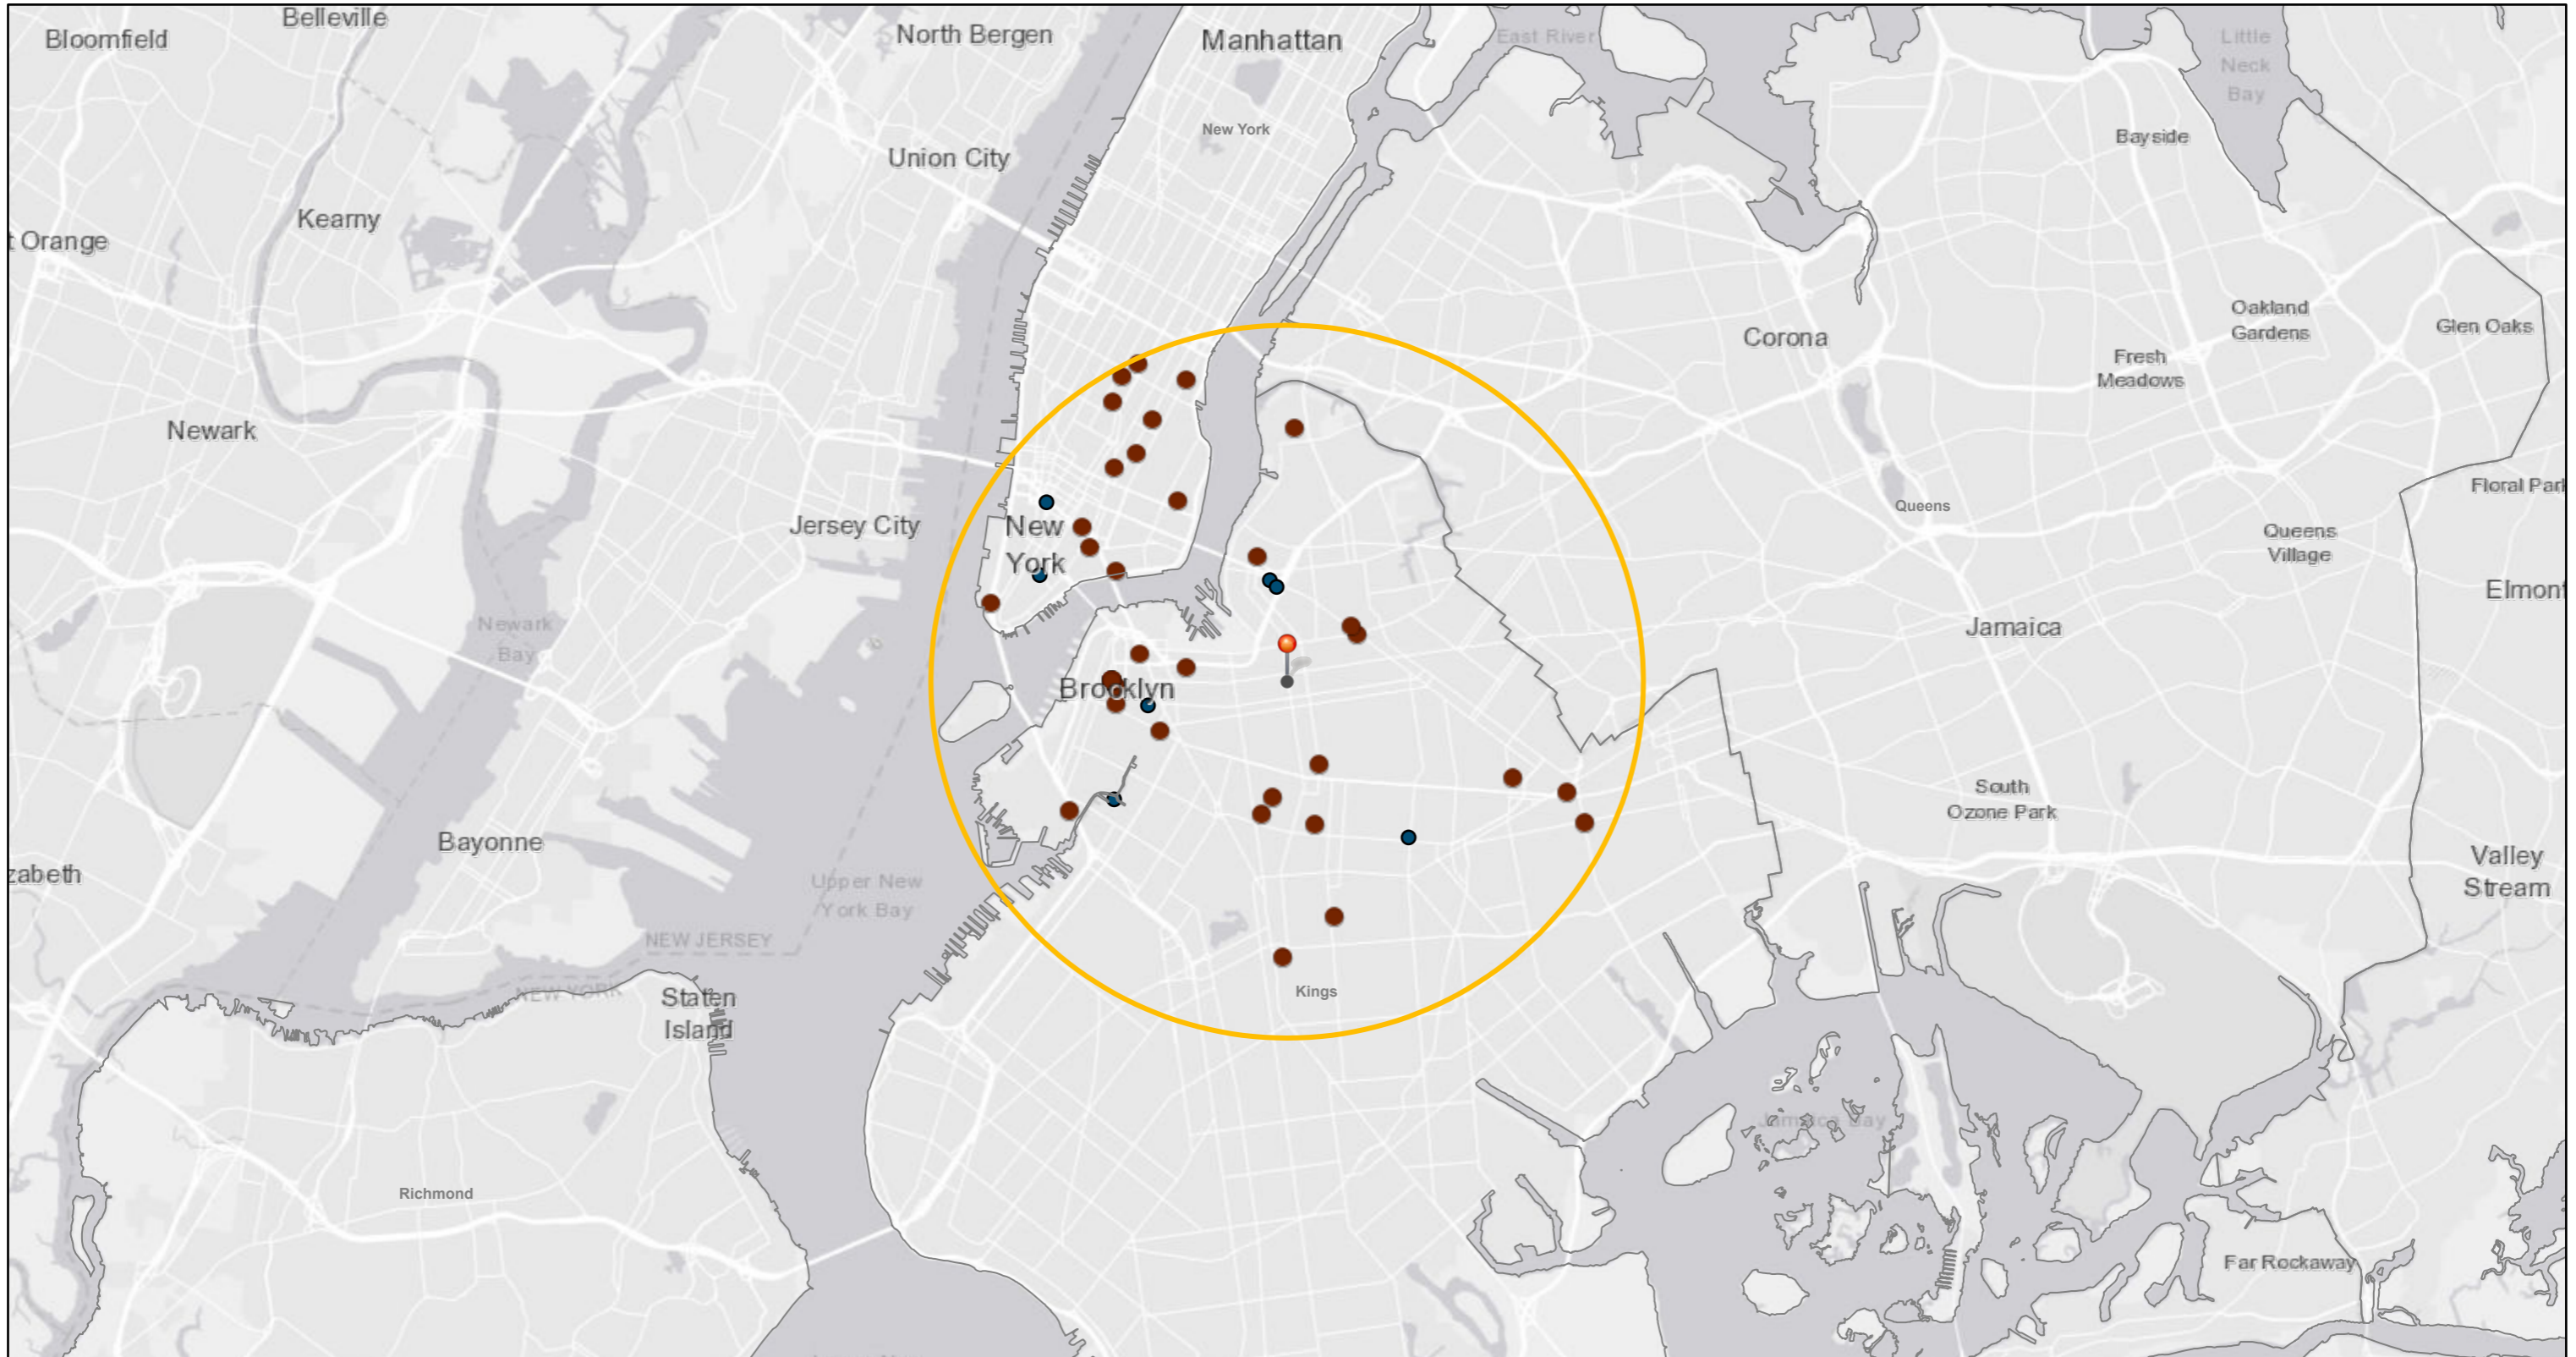 Belleville
Bloomfield
North Bergen
Manhattan
East River
Little
Neck
Bay
New York
Bayside
Union City
Kearny
t Orange
Oakland
Gardens
Glen Oaks
Corona
Fresh
Meadows
Newark
Floral Park
Queens
Jersey City
New
York
Queens
Village
Elmont
Newark
Bay
Jamaica
Brooklyn
South
Ozone Park
Bayonne
Valley
Stream
zabeth
Upper New
York Bay
NEW JERSEY
NEW YORK
Staten
Island
Kings
Jamaica Bay
Richmond
Far Rockaway